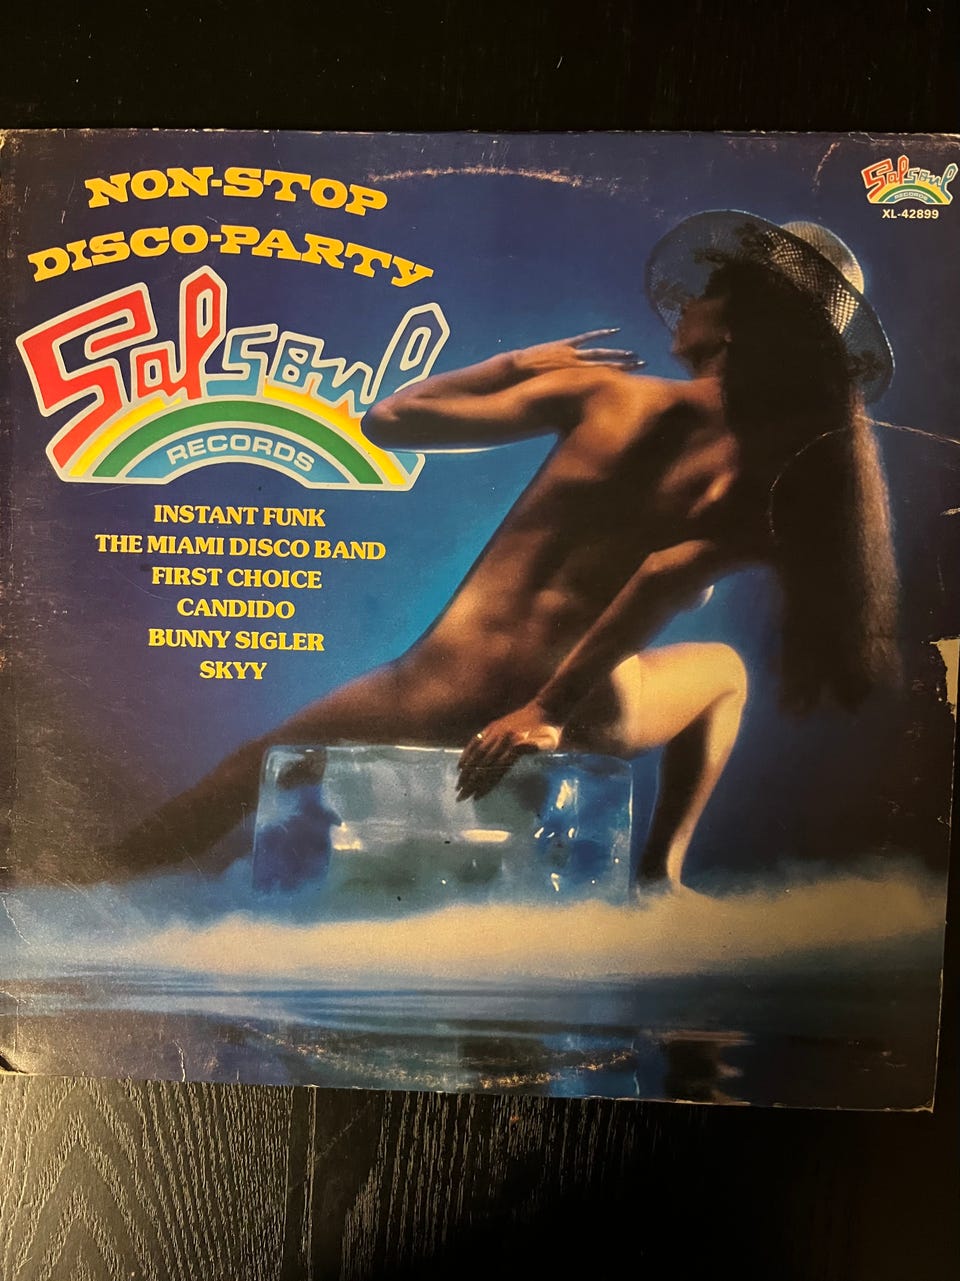 NON-STOP
DISCO-PARTY
Salsoul
RECORDS
INSTANT FUNK
THE MIAMI DISCO BAND
FIRST CHOICE
CANDIDO
BUNNY SIGLER
SKYY
Salsoul
RECORDS
XL-42899